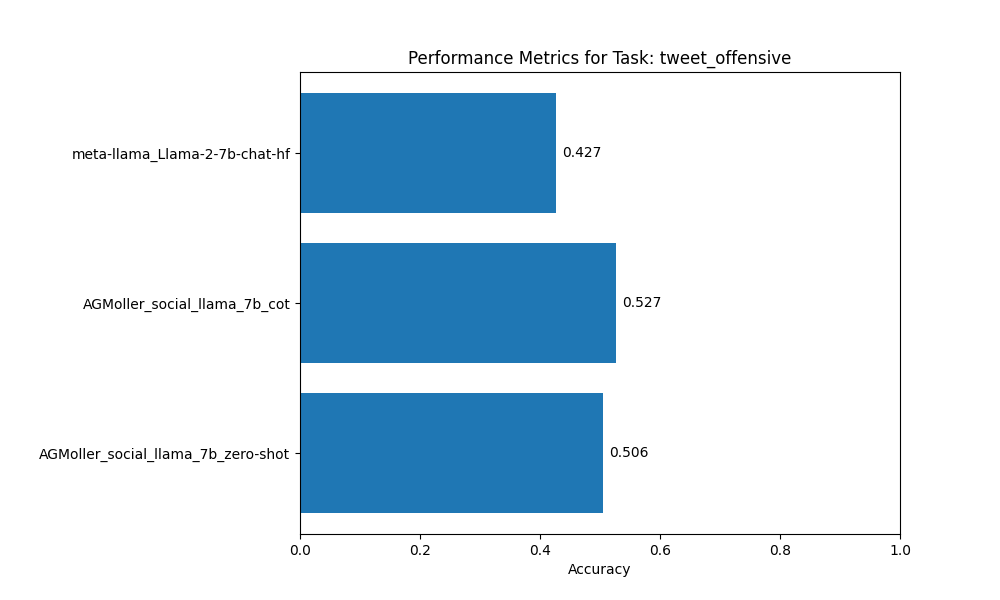 Performance Metrics for Task: tweet_offensive
meta-llama_Llama-2-7b-chat-hf
0.427
AGMoller_social_llama_7b_cot
0.527
AGMoller_social_llama_7b_zero-shot
0.506
0.0 0.2 0.4 0.6 0.8 1.0
Accuracy